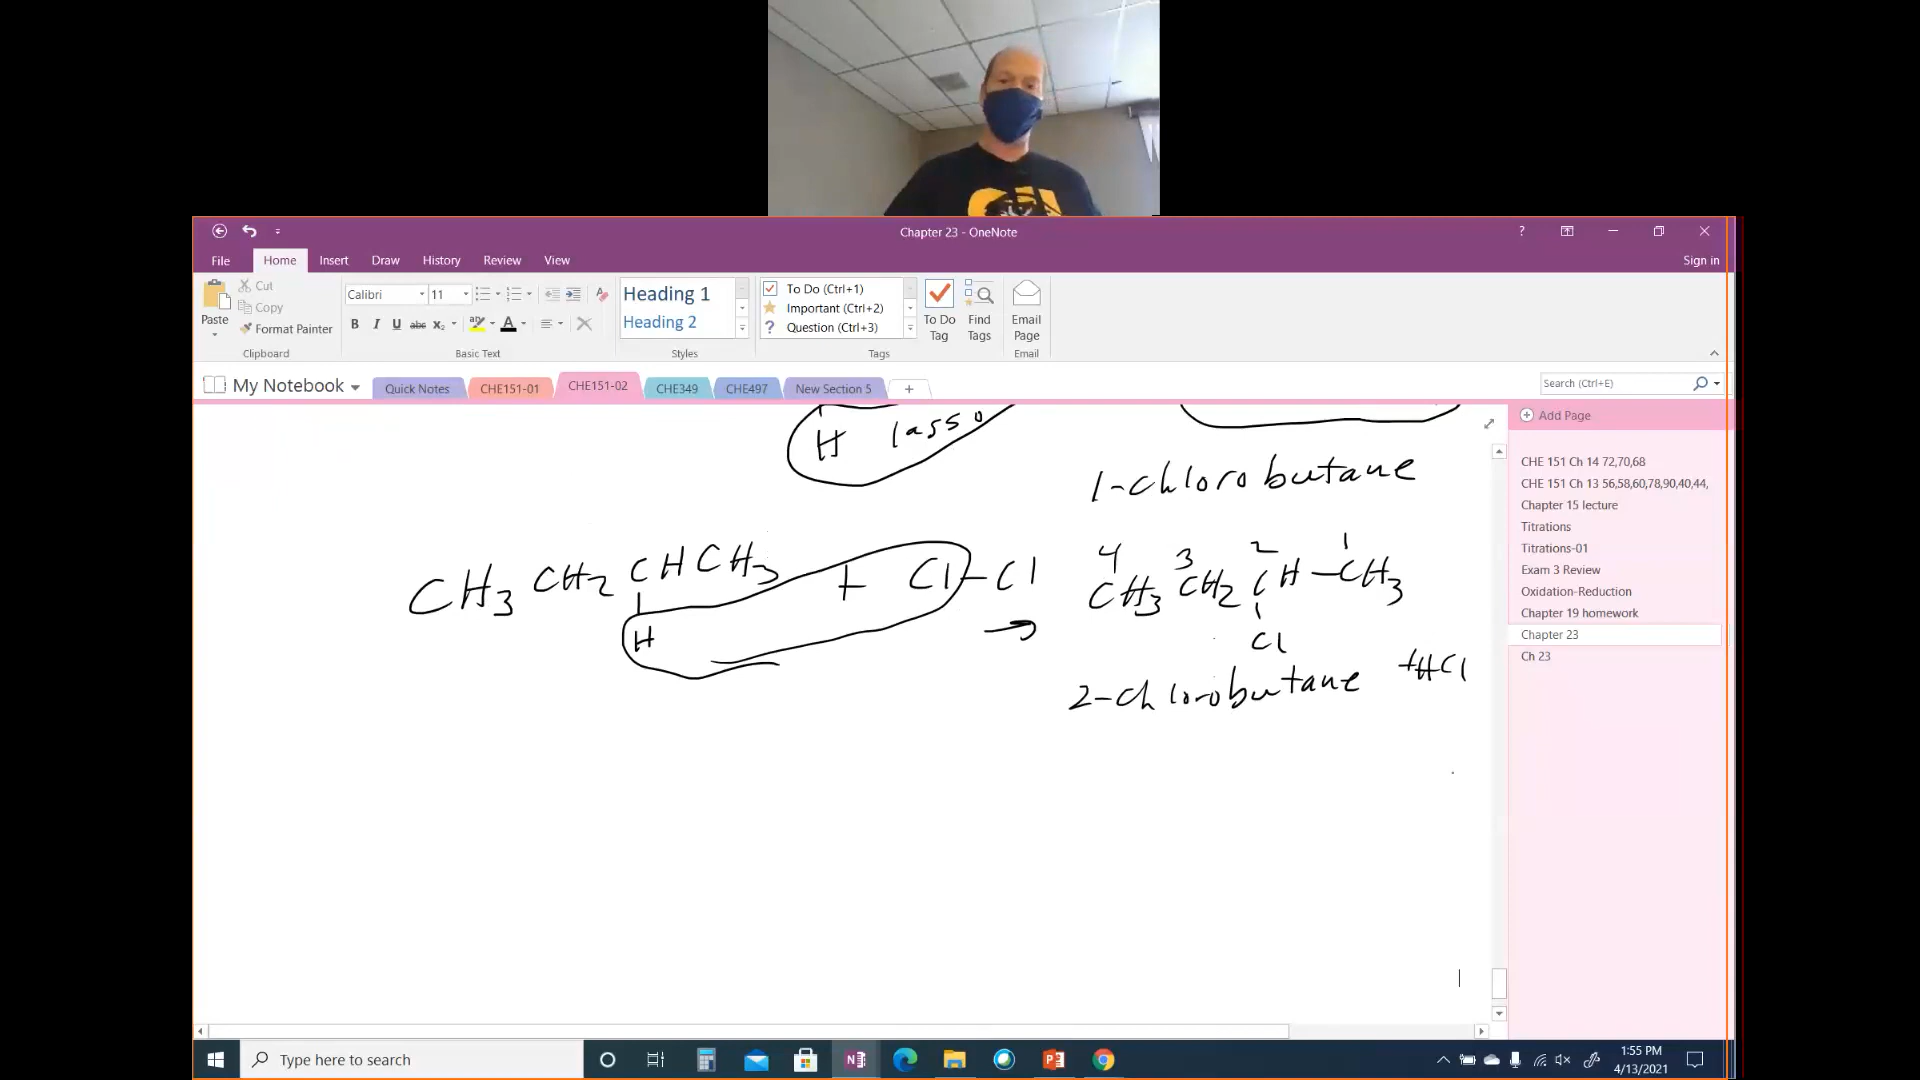 Chapter 23 - OneNote
?
File Home Insert Draw History Review View
Sign in
Paste
Cut
Copy
Format Painter
Clipboard
Calibri 11
B I U abc X₂ A
Basic Text
Heading 1
Heading 2
Styles
To Do (Ctrl+1)
Important (Ctrl+2)
Question (Ctrl+3)
Tags
To Do Tag
Find Tags
Email Page
Email
My Notebook Quick Notes CHE151-01 CHE151-02 CHE349 CHE497 New Section 5 +
Search (Ctrl+E)
Add Page
CHE 151 Ch 14 72,70,68
CHE 151 Ch 13 56,58,60,78,90,40,44,
Chapter 15 lecture
Titrations
Titrations-01
Exam 3 Review
Oxidation-Reduction
Chapter 19 homework
Chapter 23
Ch 23
H lasso
1-chlorobutane
4 3 2 1
CH3 CH2 CHCH3 + Cl-Cl → CH3 CH2 CH-CH3
H Cl
2-chlorobutane +HCl
Type here to search
1:55 PM
4/13/2021